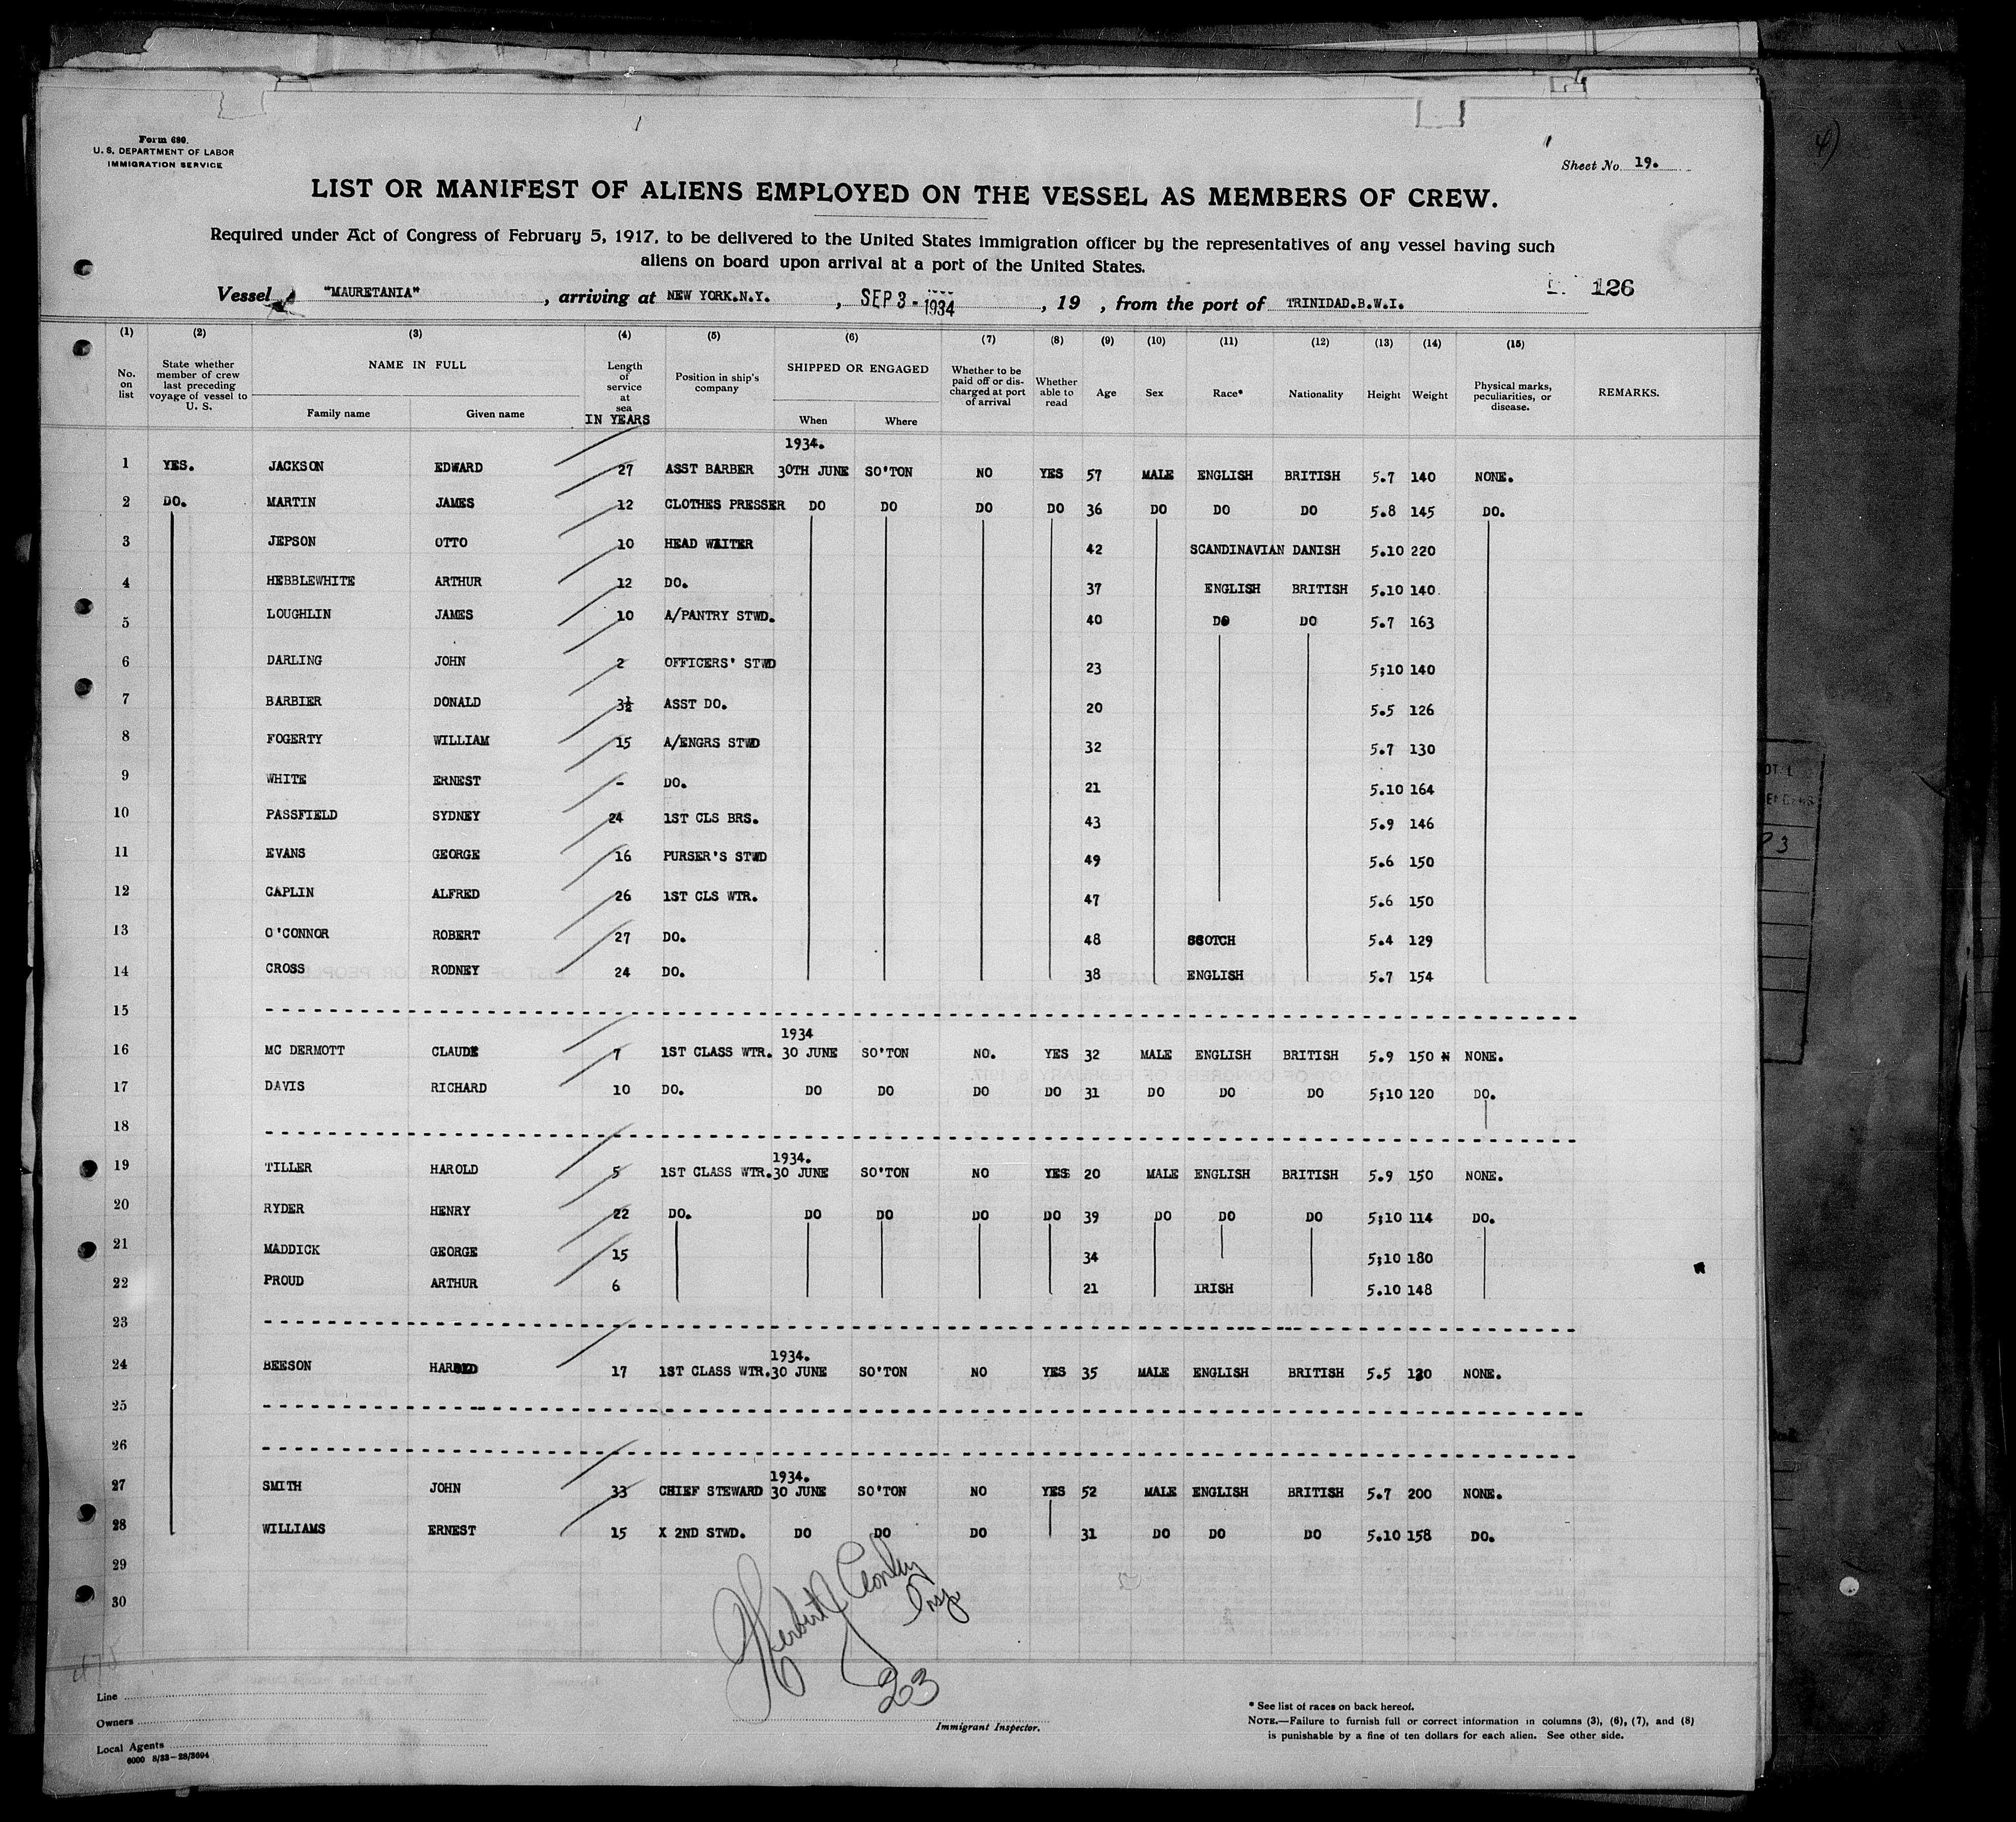 Form 680.
U. S. DEPARTMENT OF LABOR
IMMIGRATION SERVICE
Sheet No. 19.
LIST OR MANIFEST OF ALIENS EMPLOYED ON THE VESSEL AS MEMBERS OF CREW.
Required under Act of Congress of February 5, 1917, to be delivered to the United States immigration officer by the representatives of any vessel having such
aliens on board upon arrival at a port of the United States.
126
Vessel "MAURETANIA", arriving at NEW YORK.N.Y., SEP 3 - 1934, 19 , from the port of TRINIDAD.B.W.I.
(1) (2) (3) (4) (5) (6) (7) (8) (9) (10) (11) (12) (13) (14) (15)
No. on list
State whether member of crew last preceding voyage of vessel to U. S.
NAME IN FULL
Family name Given name
Length of service at sea IN YEARS
Position in ship's company
SHIPPED OR ENGAGED
When Where
Whether to be paid off or discharged at port of arrival
Whether able to read
Age Sex Race* Nationality Height Weight
Physical marks, peculiarities, or disease.
REMARKS.
1934.
1 YES. JACKSON EDWARD 27 ASST BARBER 30TH JUNE SO'TON NO YES 57 MALE ENGLISH BRITISH 5.7 140 NONE.
2 DO. MARTIN JAMES 12 CLOTHES PRESSER DO DO DO DO 36 DO DO DO 5.8 145 DO.
3 JEPSON OTTO 10 HEAD WAITER 42 SCANDINAVIAN DANISH 5.10 220
4 HEBBLEWHITE ARTHUR 12 DO. 37 ENGLISH BRITISH 5.10 140.
5 LOUGHLIN JAMES 10 A/PANTRY STWD. 40 DO DO 5.7 163
6 DARLING JOHN 2 OFFICERS' STWD 23 5;10 140
7 BARBIER DONALD 3½ ASST DO. 20 5.5 126
8 FOGERTY WILLIAM 15 A/ENGRS STWD 32 5.7 130
9 WHITE ERNEST - DO. 21 5.10 164
10 PASSFIELD SYDNEY 24 1ST CLS BRS. 43 5.9 146
11 EVANS GEORGE 16 PURSER'S STWD 49 5.6 150
12 CAPLIN ALFRED 26 1ST CLS WTR. 47 5.6 150
13 O'CONNOR ROBERT 27 DO. 48 SCOTCH 5.4 129
14 CROSS RODNEY 24 DO. 38 ENGLISH 5.7 154
15
1934
16 MC DERMOTT CLAUDE 7 1ST CLASS WTR. 30 JUNE SO'TON NO. YES 32 MALE ENGLISH BRITISH 5.9 150 N NONE.
17 DAVIS RICHARD 10 DO. DO DO DO DO 31 DO DO DO 5;10 120 DO.
18
1934.
19 TILLER HAROLD 5 1ST CLASS WTR. 30 JUNE SO'TON NO YES 20 MALE ENGLISH BRITISH 5.9 150 NONE.
20 RYDER HENRY 22 DO. DO DO DO DO 39 DO DO DO 5;10 114 DO.
21 MADDICK GEORGE 15 34 5;10 180
22 PROUD ARTHUR 6 21 IRISH 5.10 148
23
1934.
24 BEESON HAROLD 17 1ST CLASS WTR. 30 JUNE SO'TON NO YES 35 MALE ENGLISH BRITISH 5.5 130 NONE.
25
26
1934.
27 SMITH JOHN 33 CHIEF STEWARD 30 JUNE SO'TON NO YES 52 MALE ENGLISH BRITISH 5.7 200 NONE.
28 WILLIAMS ERNEST 15 X 2ND STWD. DO DO DO 31 DO DO DO 5.10 158 DO.
29
30
23
Line
Owners
Local Agents
6000 8/33-28/3694
Immigrant Inspector.
* See list of races on back hereof.
NOTE.—Failure to furnish full or correct information in columns (3), (6), (7), and (8)
is punishable by a fine of ten dollars for each alien. See other side.